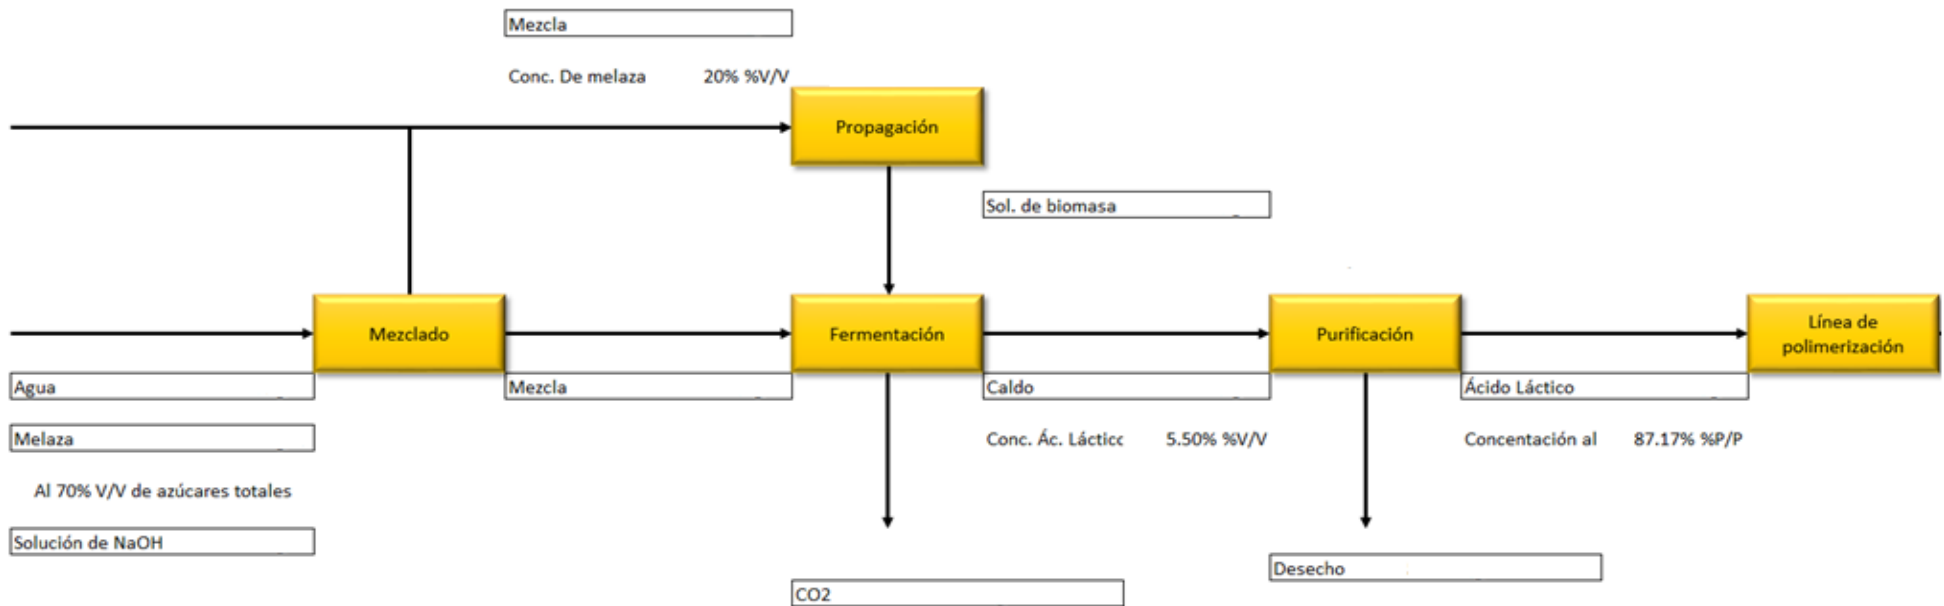 Mezcla
Conc. De melaza 20% %V/V
Propagación
Sol. de biomasa
Mezclado
Fermentación
Purificación
Línea de
polimerización
Agua
Mezcla
Caldo
Ácido Láctico
Melaza
Conc. Ác. Lácticc 5.50% %V/V
Concentación al 87.17% %P/P
Al 70% V/V de azúcares totales
Solución de NaOH
Desecho
CO2